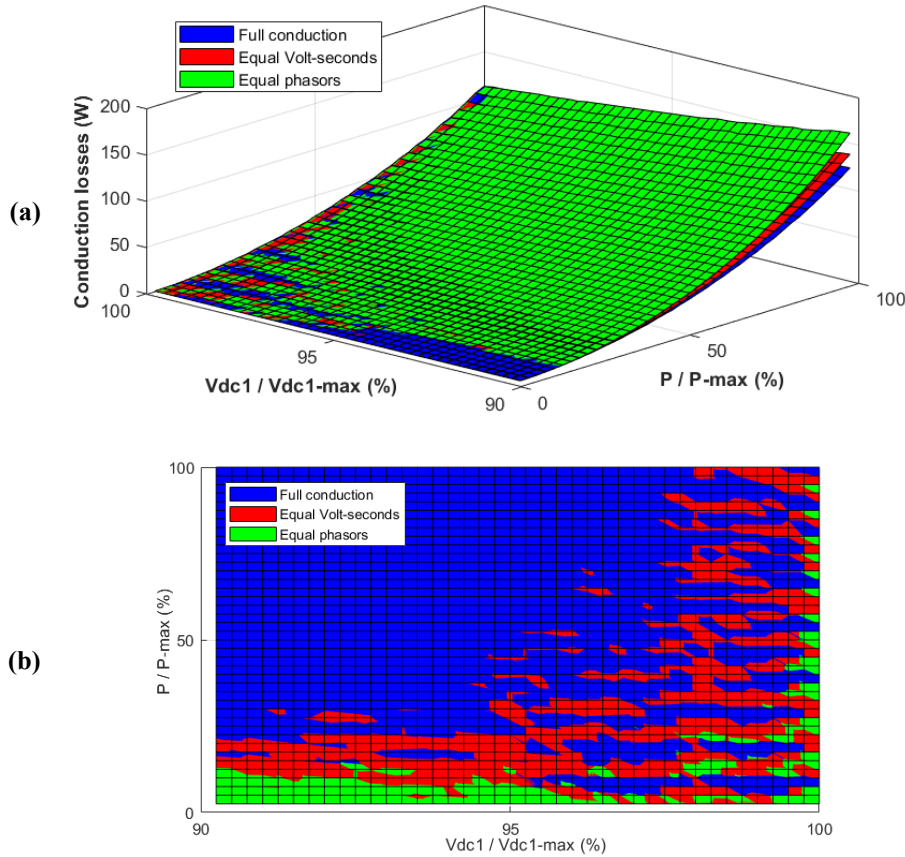 Full conduction
Equal Volt-seconds
Equal phasors
Conduction losses (W)
200
150
100
50
0
100
95
90
Vdc1 / Vdc1-max (%)
0
50
100
P / P-max (%)
(a)
100
50
0
P / P-max (%)
Full conduction
Equal Volt-seconds
Equal phasors
90
95
100
Vdc1 / Vdc1-max (%)
(b)